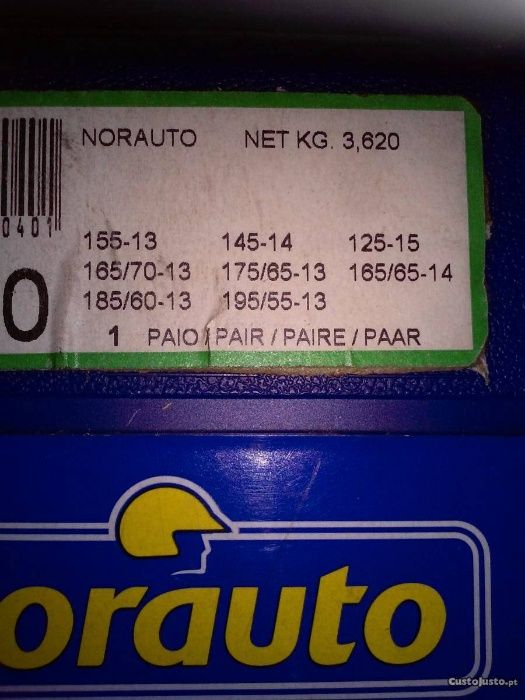 NORAUTO NET KG. 3,620
0401
155-13 145-14 125-15
165/70-13 175/65-13 165/65-14
0
185/60-13 195/55-13
1 PAIO / PAIR / PAIRE / PAAR
orauto
CustoJusto.pt